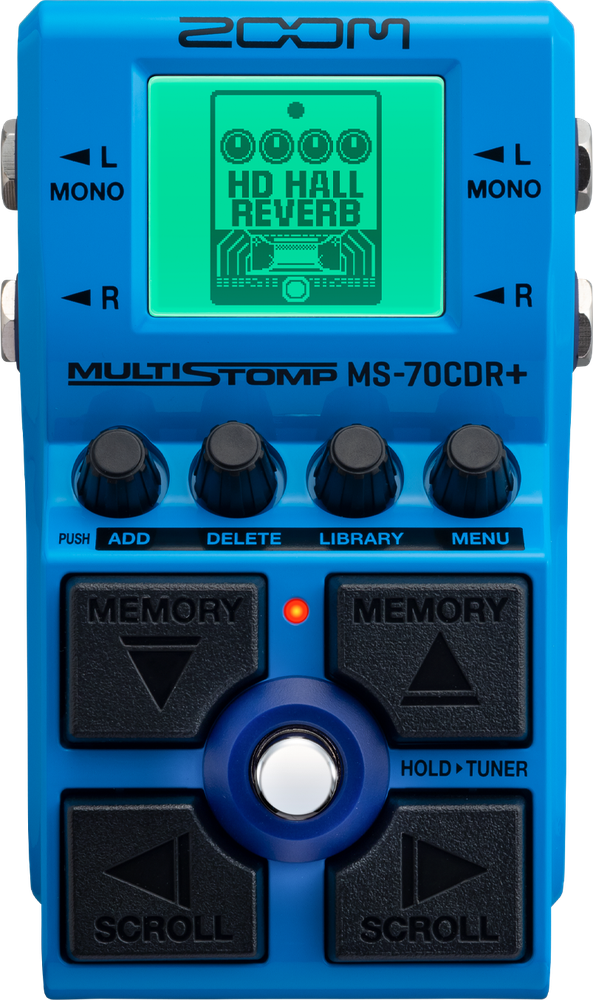 ZOOM
◄ L
MONO
◄ L
MONO
HD HALL
REVERB
◄ R
◄ R
MULTISTOMP MS-70CDR+
PUSH ADD DELETE LIBRARY MENU
MEMORY
MEMORY
HOLD ▸ TUNER
SCROLL
SCROLL